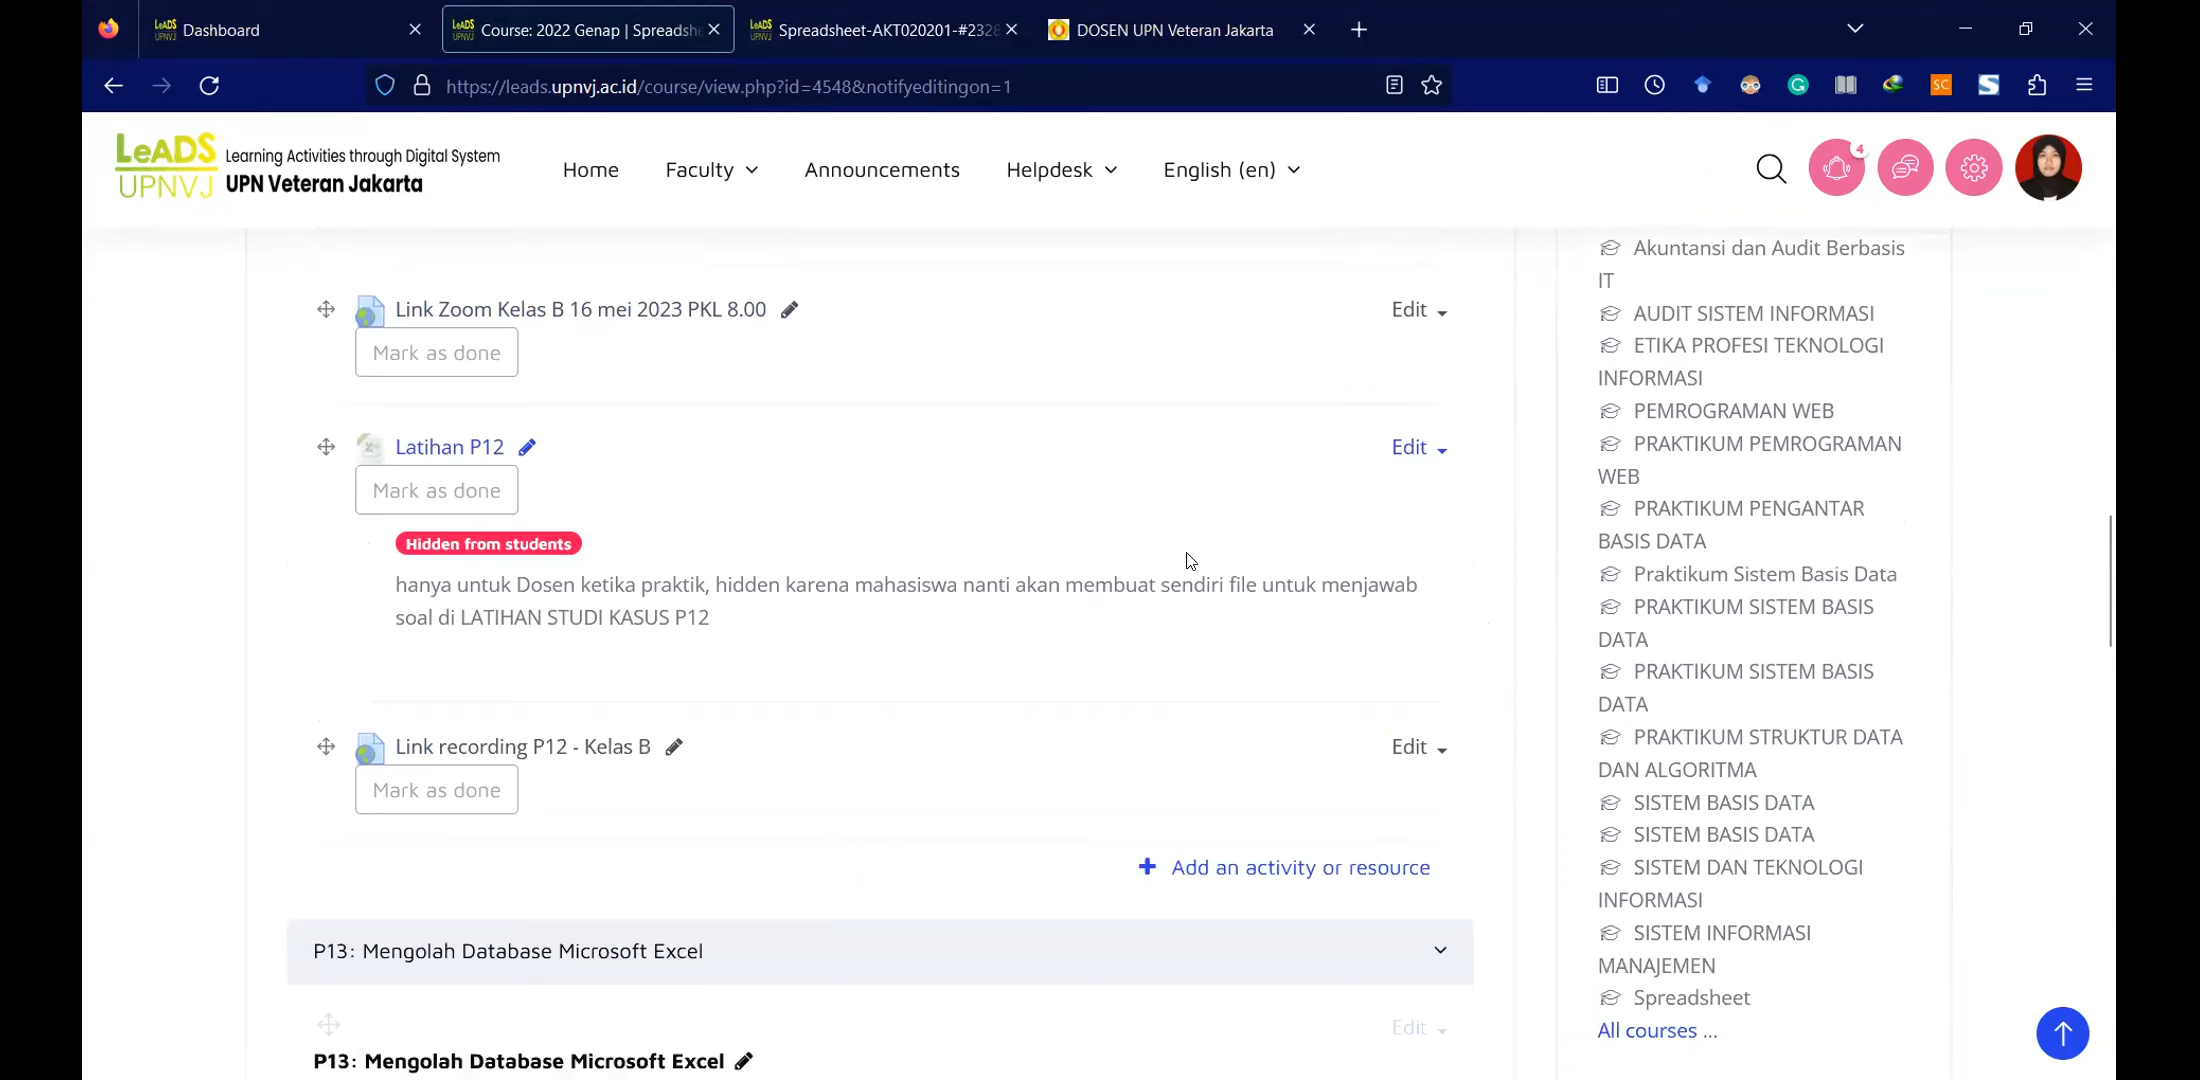 Dashboard
Course: 2022 Genap | Spreadshe
Spreadsheet-AKT020201-#2328
DOSEN UPN Veteran Jakarta
https://leads.upnvj.ac.id/course/view.php?id=4548&notifyeditingon=1
LeADS
UPNVJ
Learning Activities through Digital System
UPN Veteran Jakarta
Home
Faculty
Announcements
Helpdesk
English (en)
4
Link Zoom Kelas B 16 mei 2023 PKL 8.00
Edit
Mark as done
Latihan P12
Edit
Mark as done
Hidden from students
hanya untuk Dosen ketika praktik, hidden karena mahasiswa nanti akan membuat sendiri file untuk menjawab
soal di LATIHAN STUDI KASUS P12
Link recording P12 - Kelas B
Edit
Mark as done
Add an activity or resource
P13: Mengolah Database Microsoft Excel
Edit
P13: Mengolah Database Microsoft Excel
Akuntansi dan Audit Berbasis
IT
AUDIT SISTEM INFORMASI
ETIKA PROFESI TEKNOLOGI
INFORMASI
PEMROGRAMAN WEB
PRAKTIKUM PEMROGRAMAN
WEB
PRAKTIKUM PENGANTAR
BASIS DATA
Praktikum Sistem Basis Data
PRAKTIKUM SISTEM BASIS
DATA
PRAKTIKUM SISTEM BASIS
DATA
PRAKTIKUM STRUKTUR DATA
DAN ALGORITMA
SISTEM BASIS DATA
SISTEM BASIS DATA
SISTEM DAN TEKNOLOGI
INFORMASI
SISTEM INFORMASI
MANAJEMEN
Spreadsheet
All courses ...